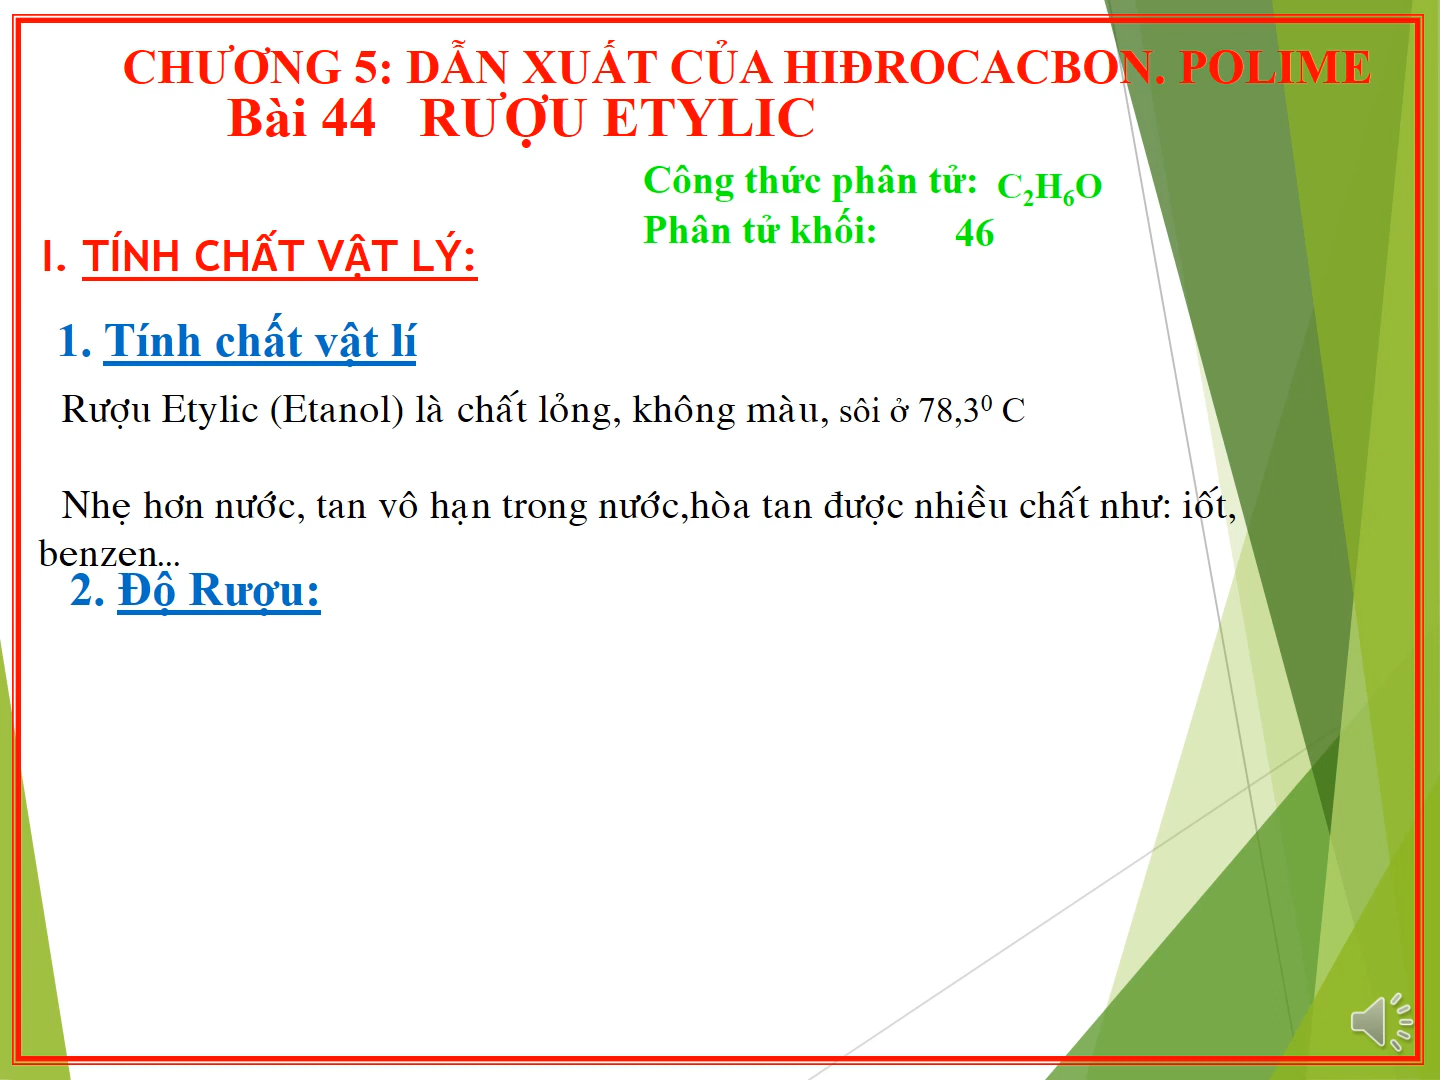 CHƯƠNG 5: DẪN XUẤT CỦA HIĐROCACBON. POLIME
Bài 44 RƯỢU ETYLIC
Công thức phân tử: C₂H₆O
Phân tử khối: 46
I. TÍNH CHẤT VẬT LÝ:
1. Tính chất vật lí
Rượu Etylic (Etanol) là chất lỏng, không màu, sôi ở 78,3⁰ C
Nhẹ hơn nước, tan vô hạn trong nước,hòa tan được nhiều chất như: iốt,
benzen...
2. Độ Rượu: